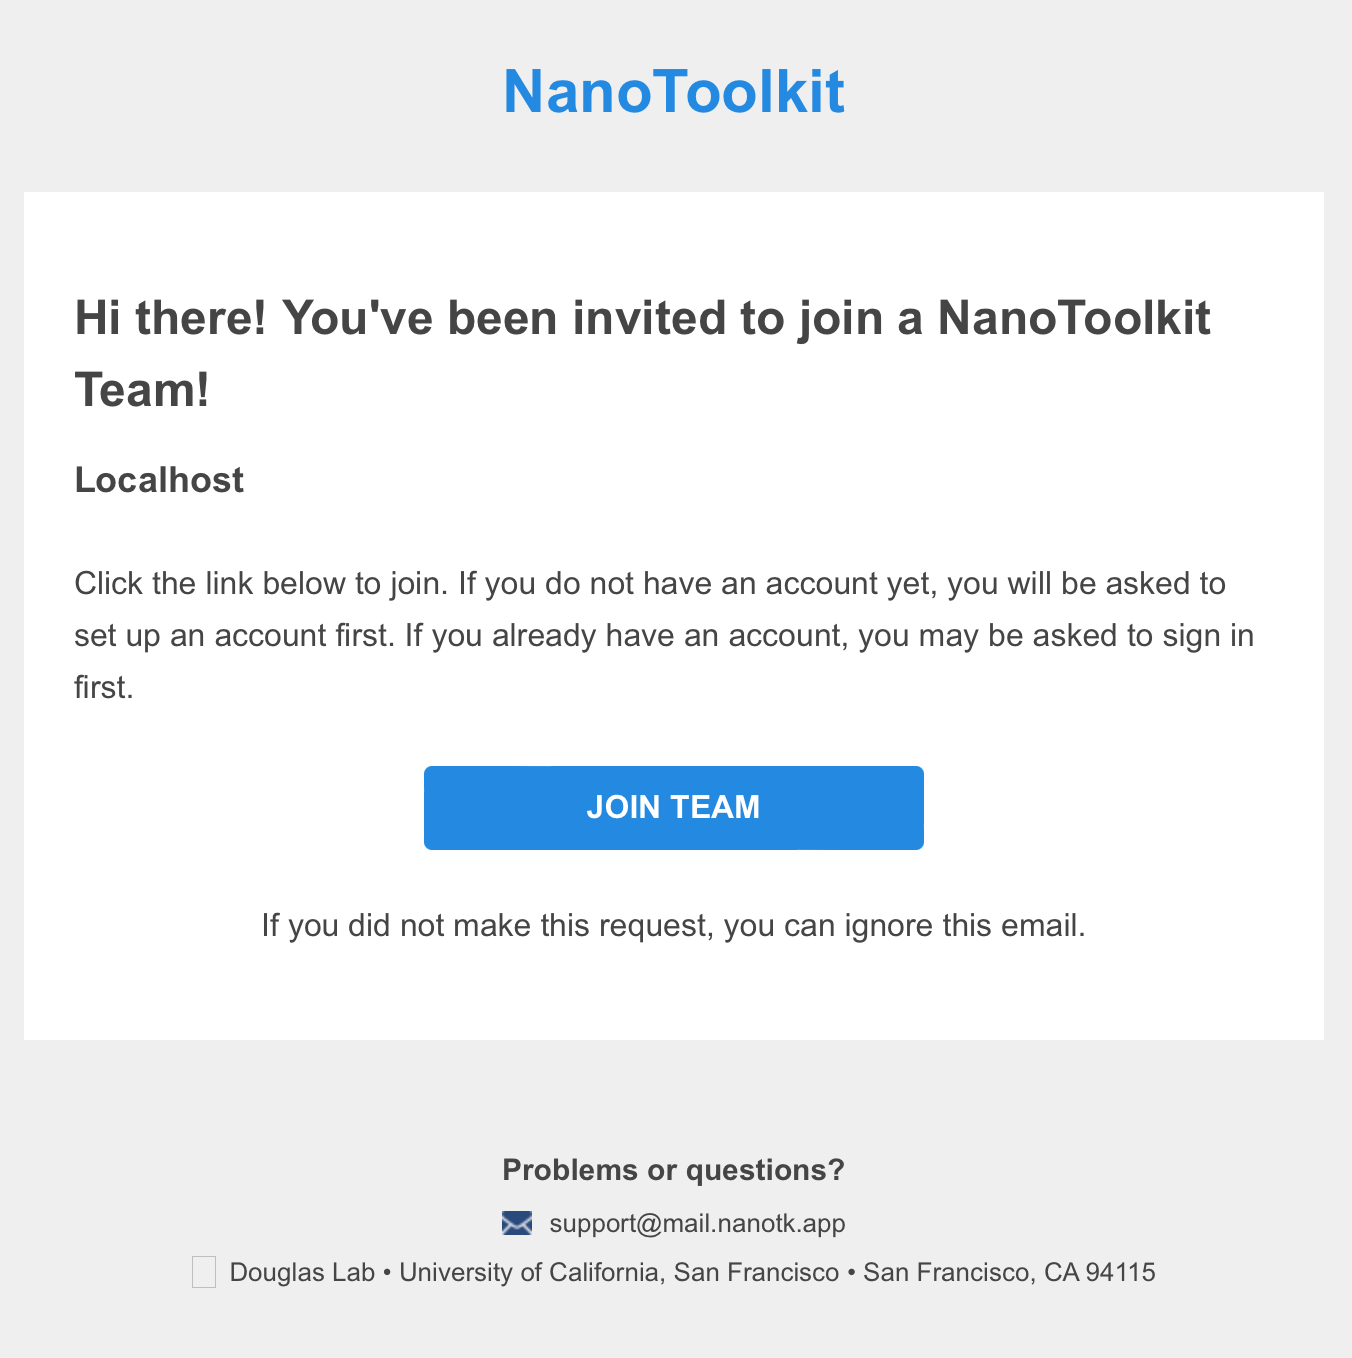 NanoToolkit
Hi there! You've been invited to join a NanoToolkit
Team!
Localhost
Click the link below to join. If you do not have an account yet, you will be asked to
set up an account first. If you already have an account, you may be asked to sign in
first.
JOIN TEAM
If you did not make this request, you can ignore this email.
Problems or questions?
support@mail.nanotk.app
Douglas Lab • University of California, San Francisco • San Francisco, CA 94115